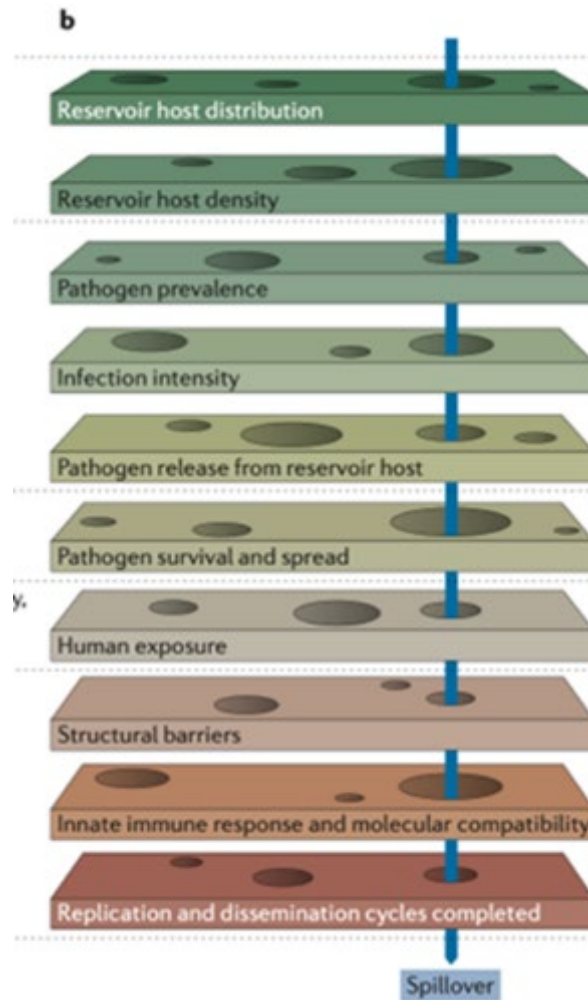 b
Reservoir host distribution
Reservoir host density
Pathogen prevalence
Infection intensity
Pathogen release from reservoir host
Pathogen survival and spread
y,
Human exposure
Structural barriers
Innate immune response and molecular compatibility
Replication and dissemination cycles completed
Spillover